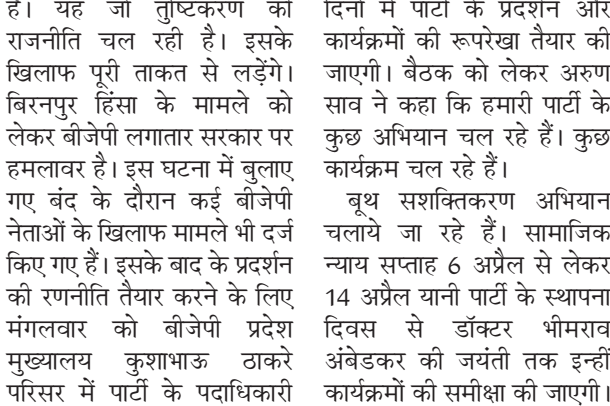 है। यह जो तुष्टिकरण की
राजनीति चल रही है। इसके
खिलाफ पूरी ताकत से लड़ेंगे।
बिरनपुर हिंसा के मामले को
लेकर बीजेपी लगातार सरकार पर
हमलावर है। इस घटना में बुलाए
गए बंद के दौरान कई बीजेपी
नेताओं के खिलाफ मामले भी दर्ज
किए गए हैं। इसके बाद के प्रदर्शन
की रणनीति तैयार करने के लिए
मंगलवार को बीजेपी प्रदेश
मुख्यालय कुशाभाऊ ठाकरे
परिसर में पार्टी के पदाधिकारी
दिनों में पार्टी के प्रदर्शन और
कार्यक्रमों की रूपरेखा तैयार की
जाएगी। बैठक को लेकर अरुण
साव ने कहा कि हमारी पार्टी के
कुछ अभियान चल रहे हैं। कुछ
कार्यक्रम चल रहे हैं।
बूथ सशक्तिकरण अभियान
चलाये जा रहे हैं। सामाजिक
न्याय सप्ताह 6 अप्रैल से लेकर
14 अप्रैल यानी पार्टी के स्थापना
दिवस से डॉक्टर भीमराव
अंबेडकर की जयंती तक इन्हीं
कार्यक्रमों की समीक्षा की जाएगी।